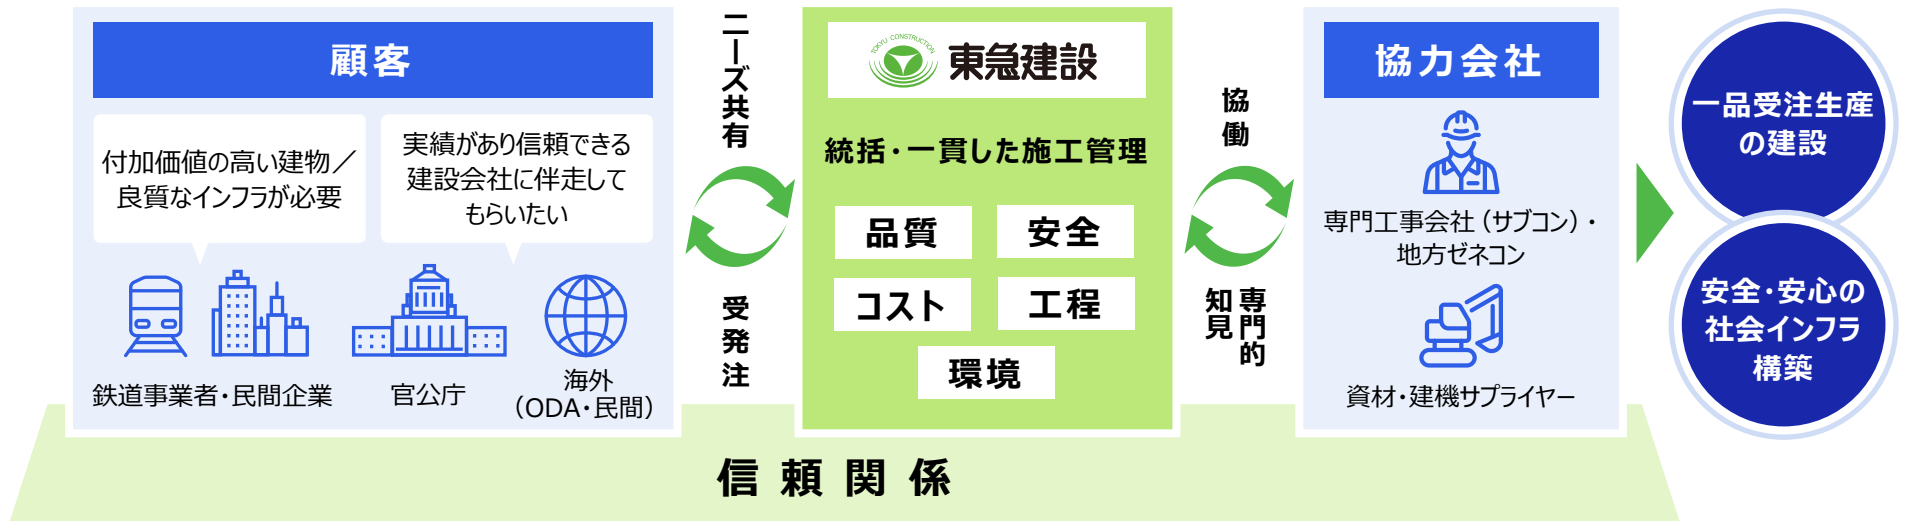 顧客
付加価値の高い建物／
良質なインフラが必要
実績があり信頼できる
建設会社に伴走して
もらいたい
鉄道事業者・民間企業
官公庁
海外
（ODA・民間）
ニーズ共有
受発注
TOKYU CONSTRUCTION
東急建設
統括・一貫した施工管理
品質
安全
コスト
工程
環境
協働
専門的
知見
協力会社
専門工事会社（サブコン）・
地方ゼネコン
資材・建機サプライヤー
一品受注生産
の建設
安全・安心の
社会インフラ
構築
信頼関係